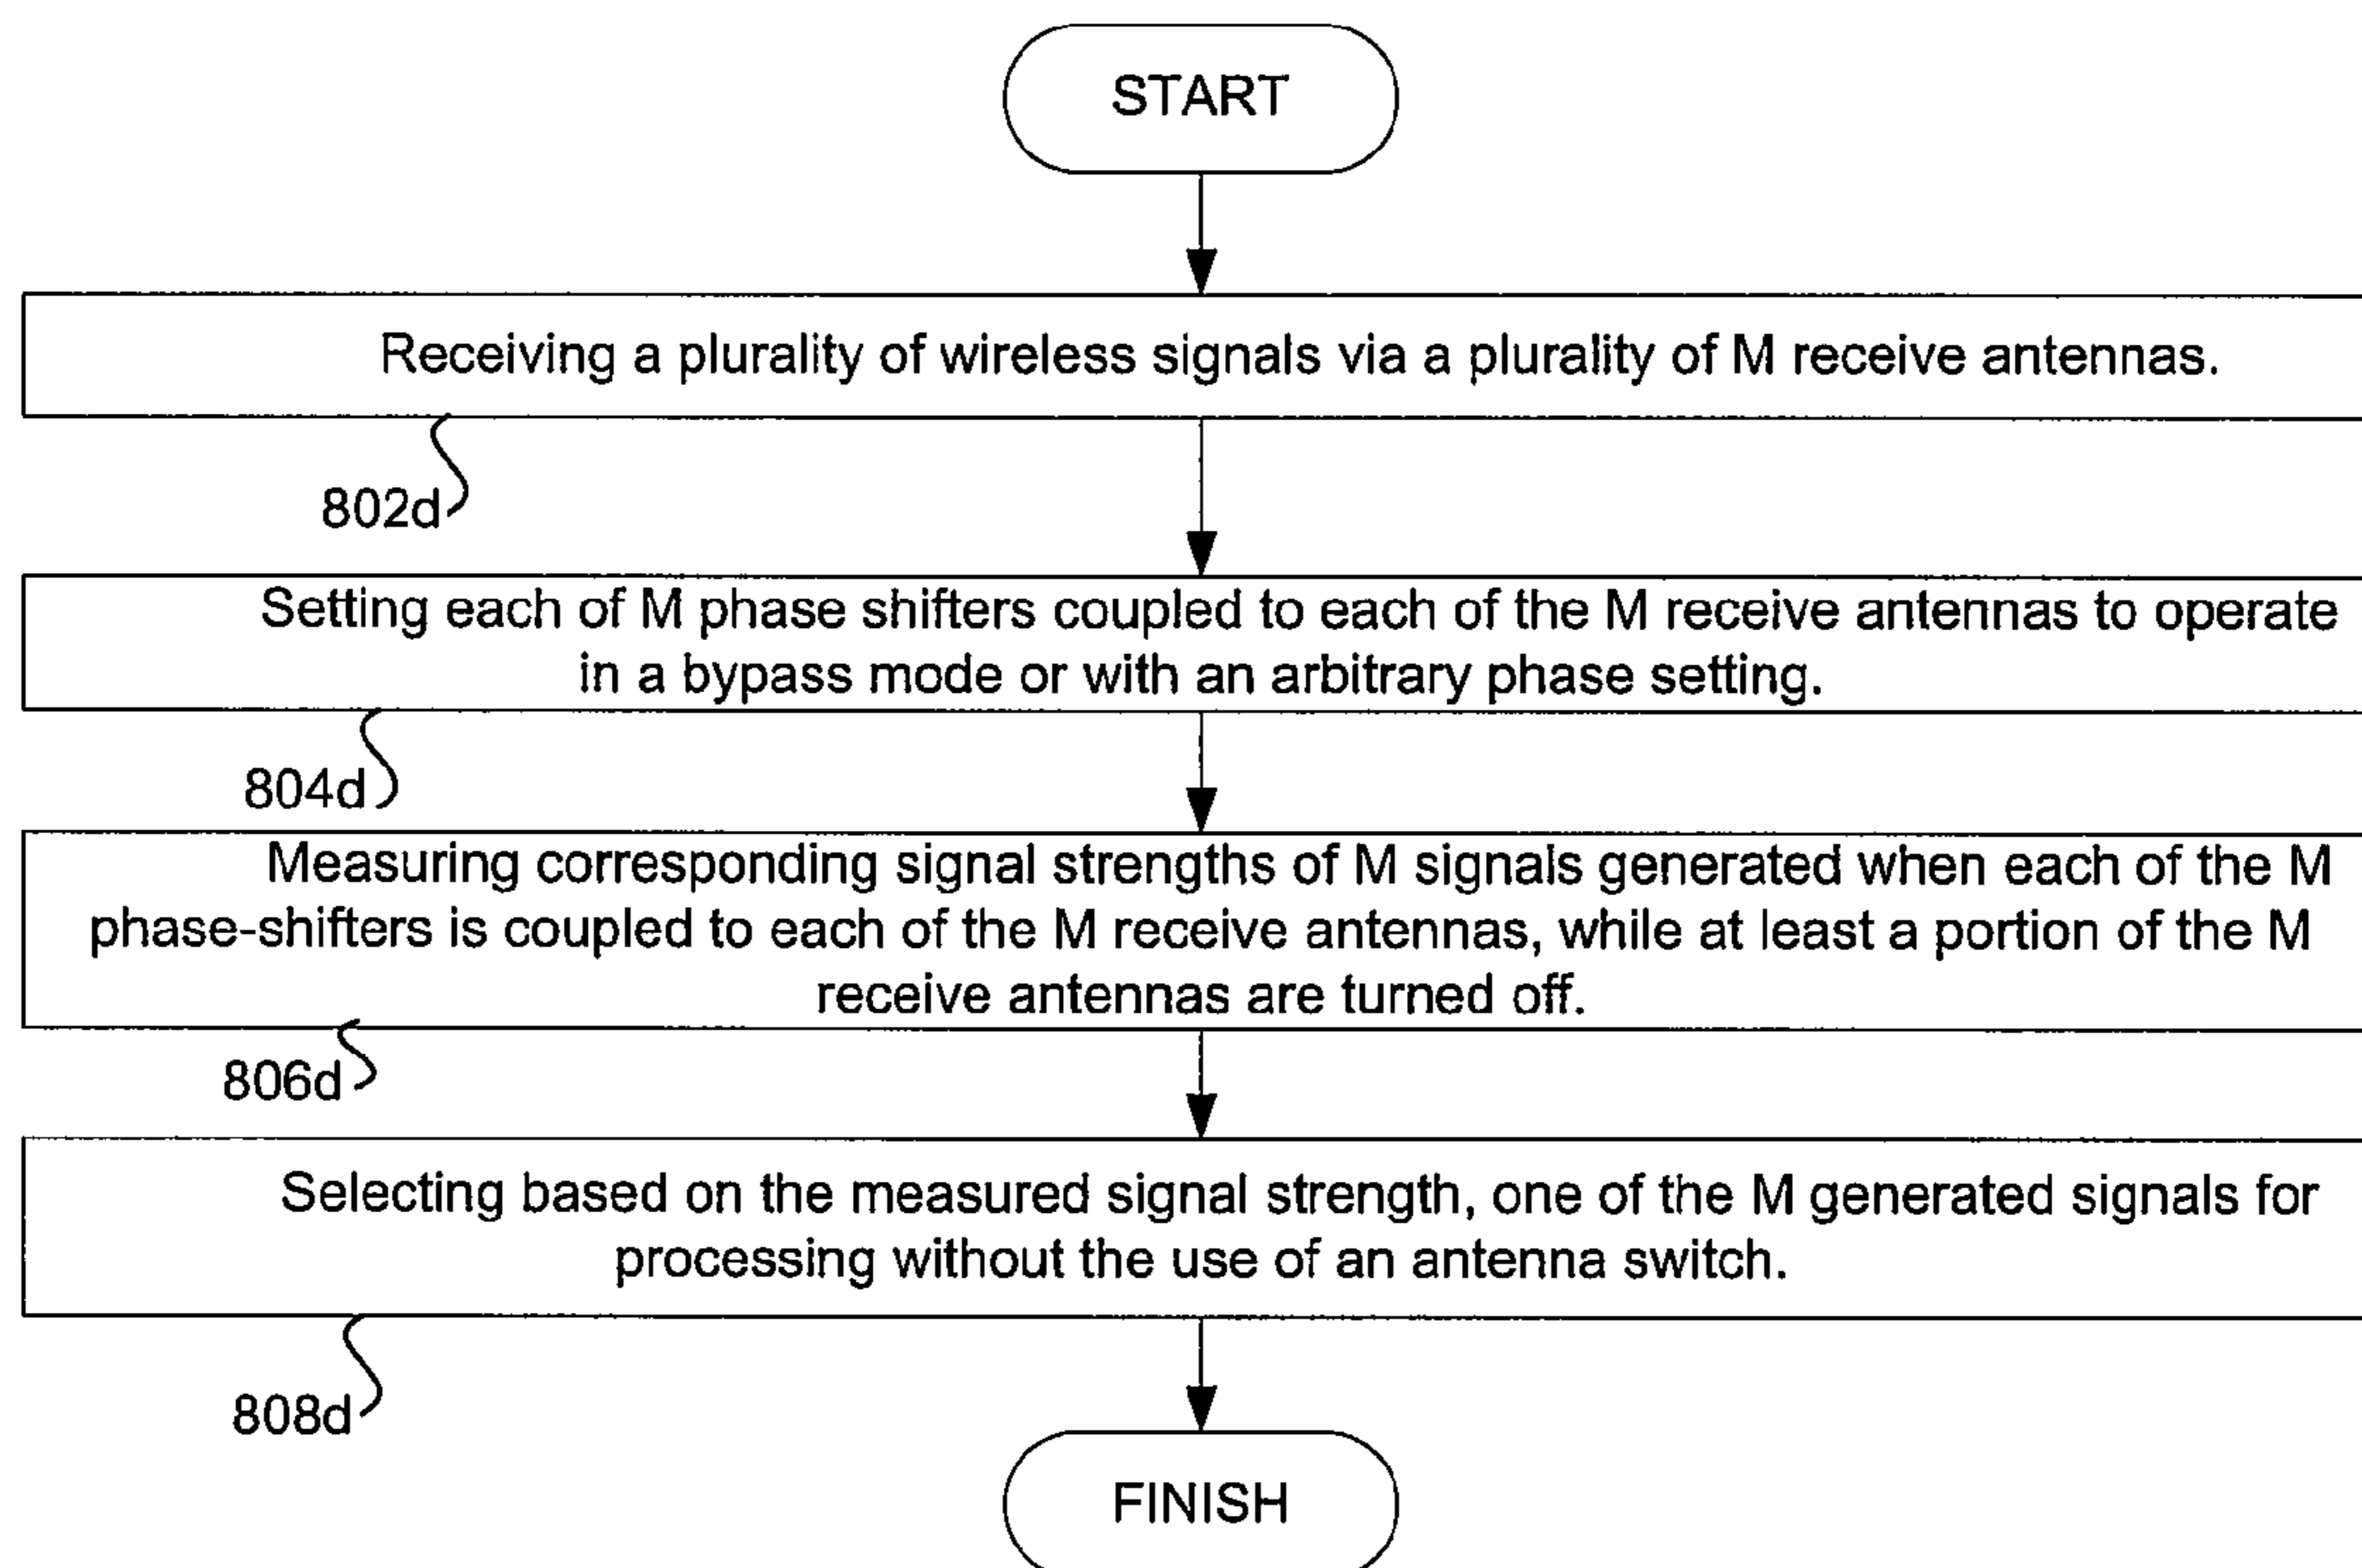 START
Receiving a plurality of wireless signals via a plurality of M receive antennas.
802d
Setting each of M phase shifters coupled to each of the M receive antennas to operate
in a bypass mode or with an arbitrary phase setting.
804d
Measuring corresponding signal strengths of M signals generated when each of the M
phase-shifters is coupled to each of the M receive antennas, while at least a portion of the M
receive antennas are turned off.
806d
Selecting based on the measured signal strength, one of the M generated signals for
processing without the use of an antenna switch.
808d
FINISH